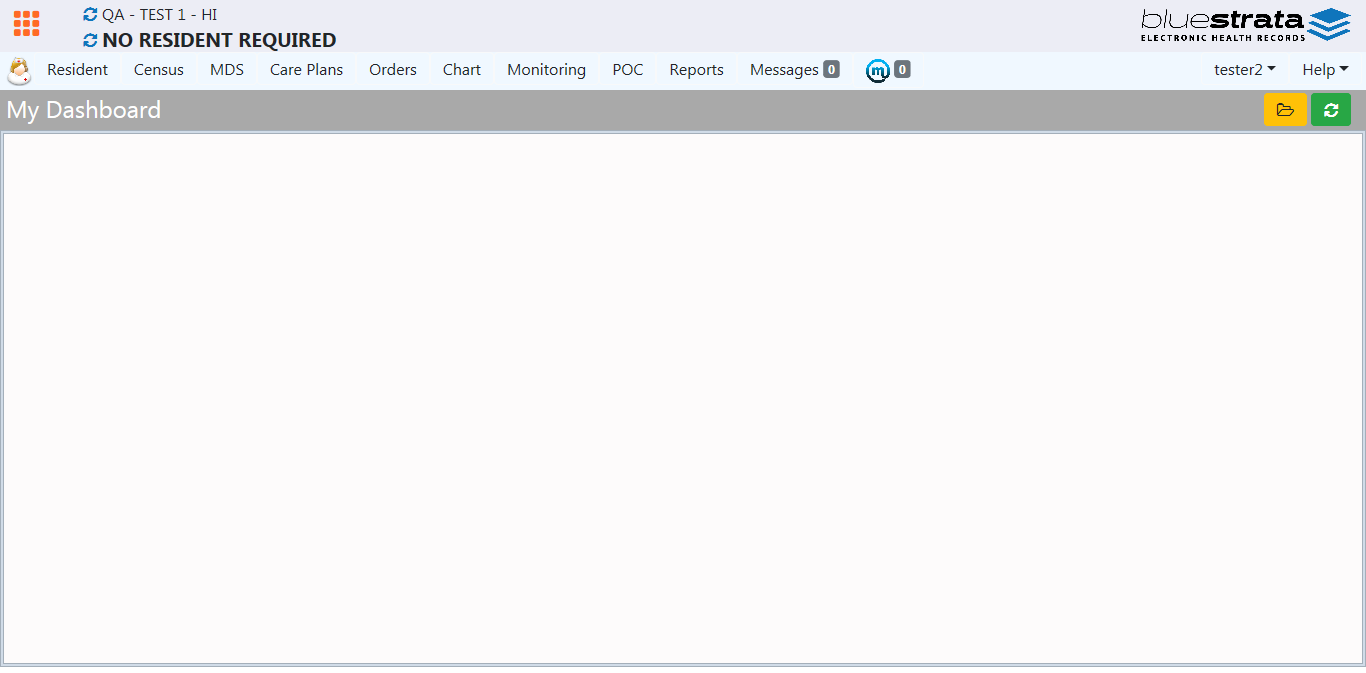 QA - TEST 1 - HI
NO RESIDENT REQUIRED
bluestrata
ELECTRONIC HEALTH RECORDS
Resident Census MDS Care Plans Orders Chart Monitoring POC Reports Messages 0 m 0 tester2 Help
My Dashboard